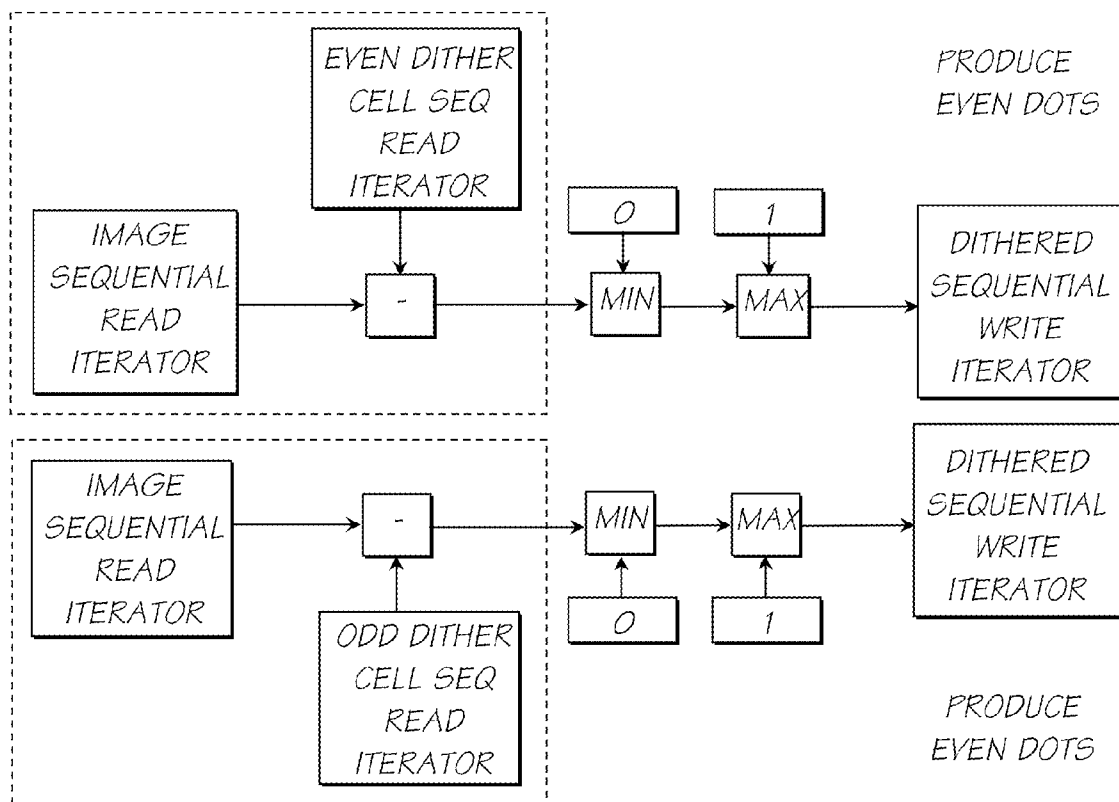 EVEN DITHER
CELL SEQ
READ
ITERATOR
PRODUCE
EVEN DOTS
IMAGE
SEQUENTIAL
READ
ITERATOR
-
0
MIN
1
MAX
DITHERED
SEQUENTIAL
WRITE
ITERATOR
IMAGE
SEQUENTIAL
READ
ITERATOR
-
MIN
0
MAX
1
DITHERED
SEQUENTIAL
WRITE
ITERATOR
ODD DITHER
CELL SEQ
READ
ITERATOR
PRODUCE
EVEN DOTS